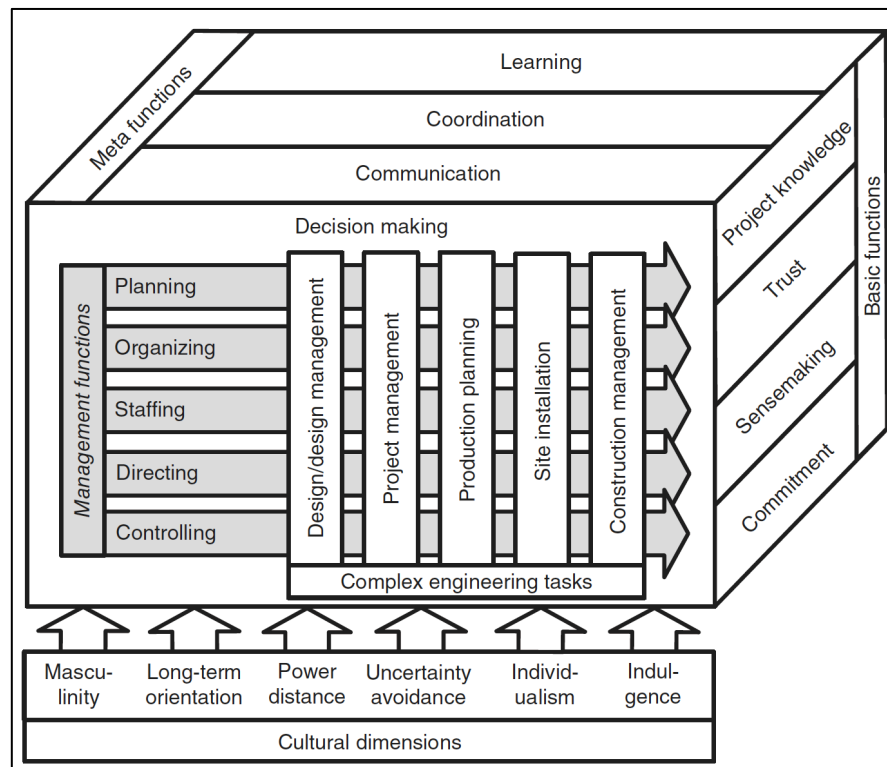 Meta functions
Learning
Coordination
Communication
Decision making
Management functions
Planning
Organizing
Staffing
Directing
Controlling
Design/design management
Project management
Production planning
Site installation
Construction management
Complex engineering tasks
Project knowledge
Trust
Sensemaking
Commitment
Basic functions
Mascu-
linity
Long-term
orientation
Power
distance
Uncertainty
avoidance
Individ-
ualism
Indul-
gence
Cultural dimensions